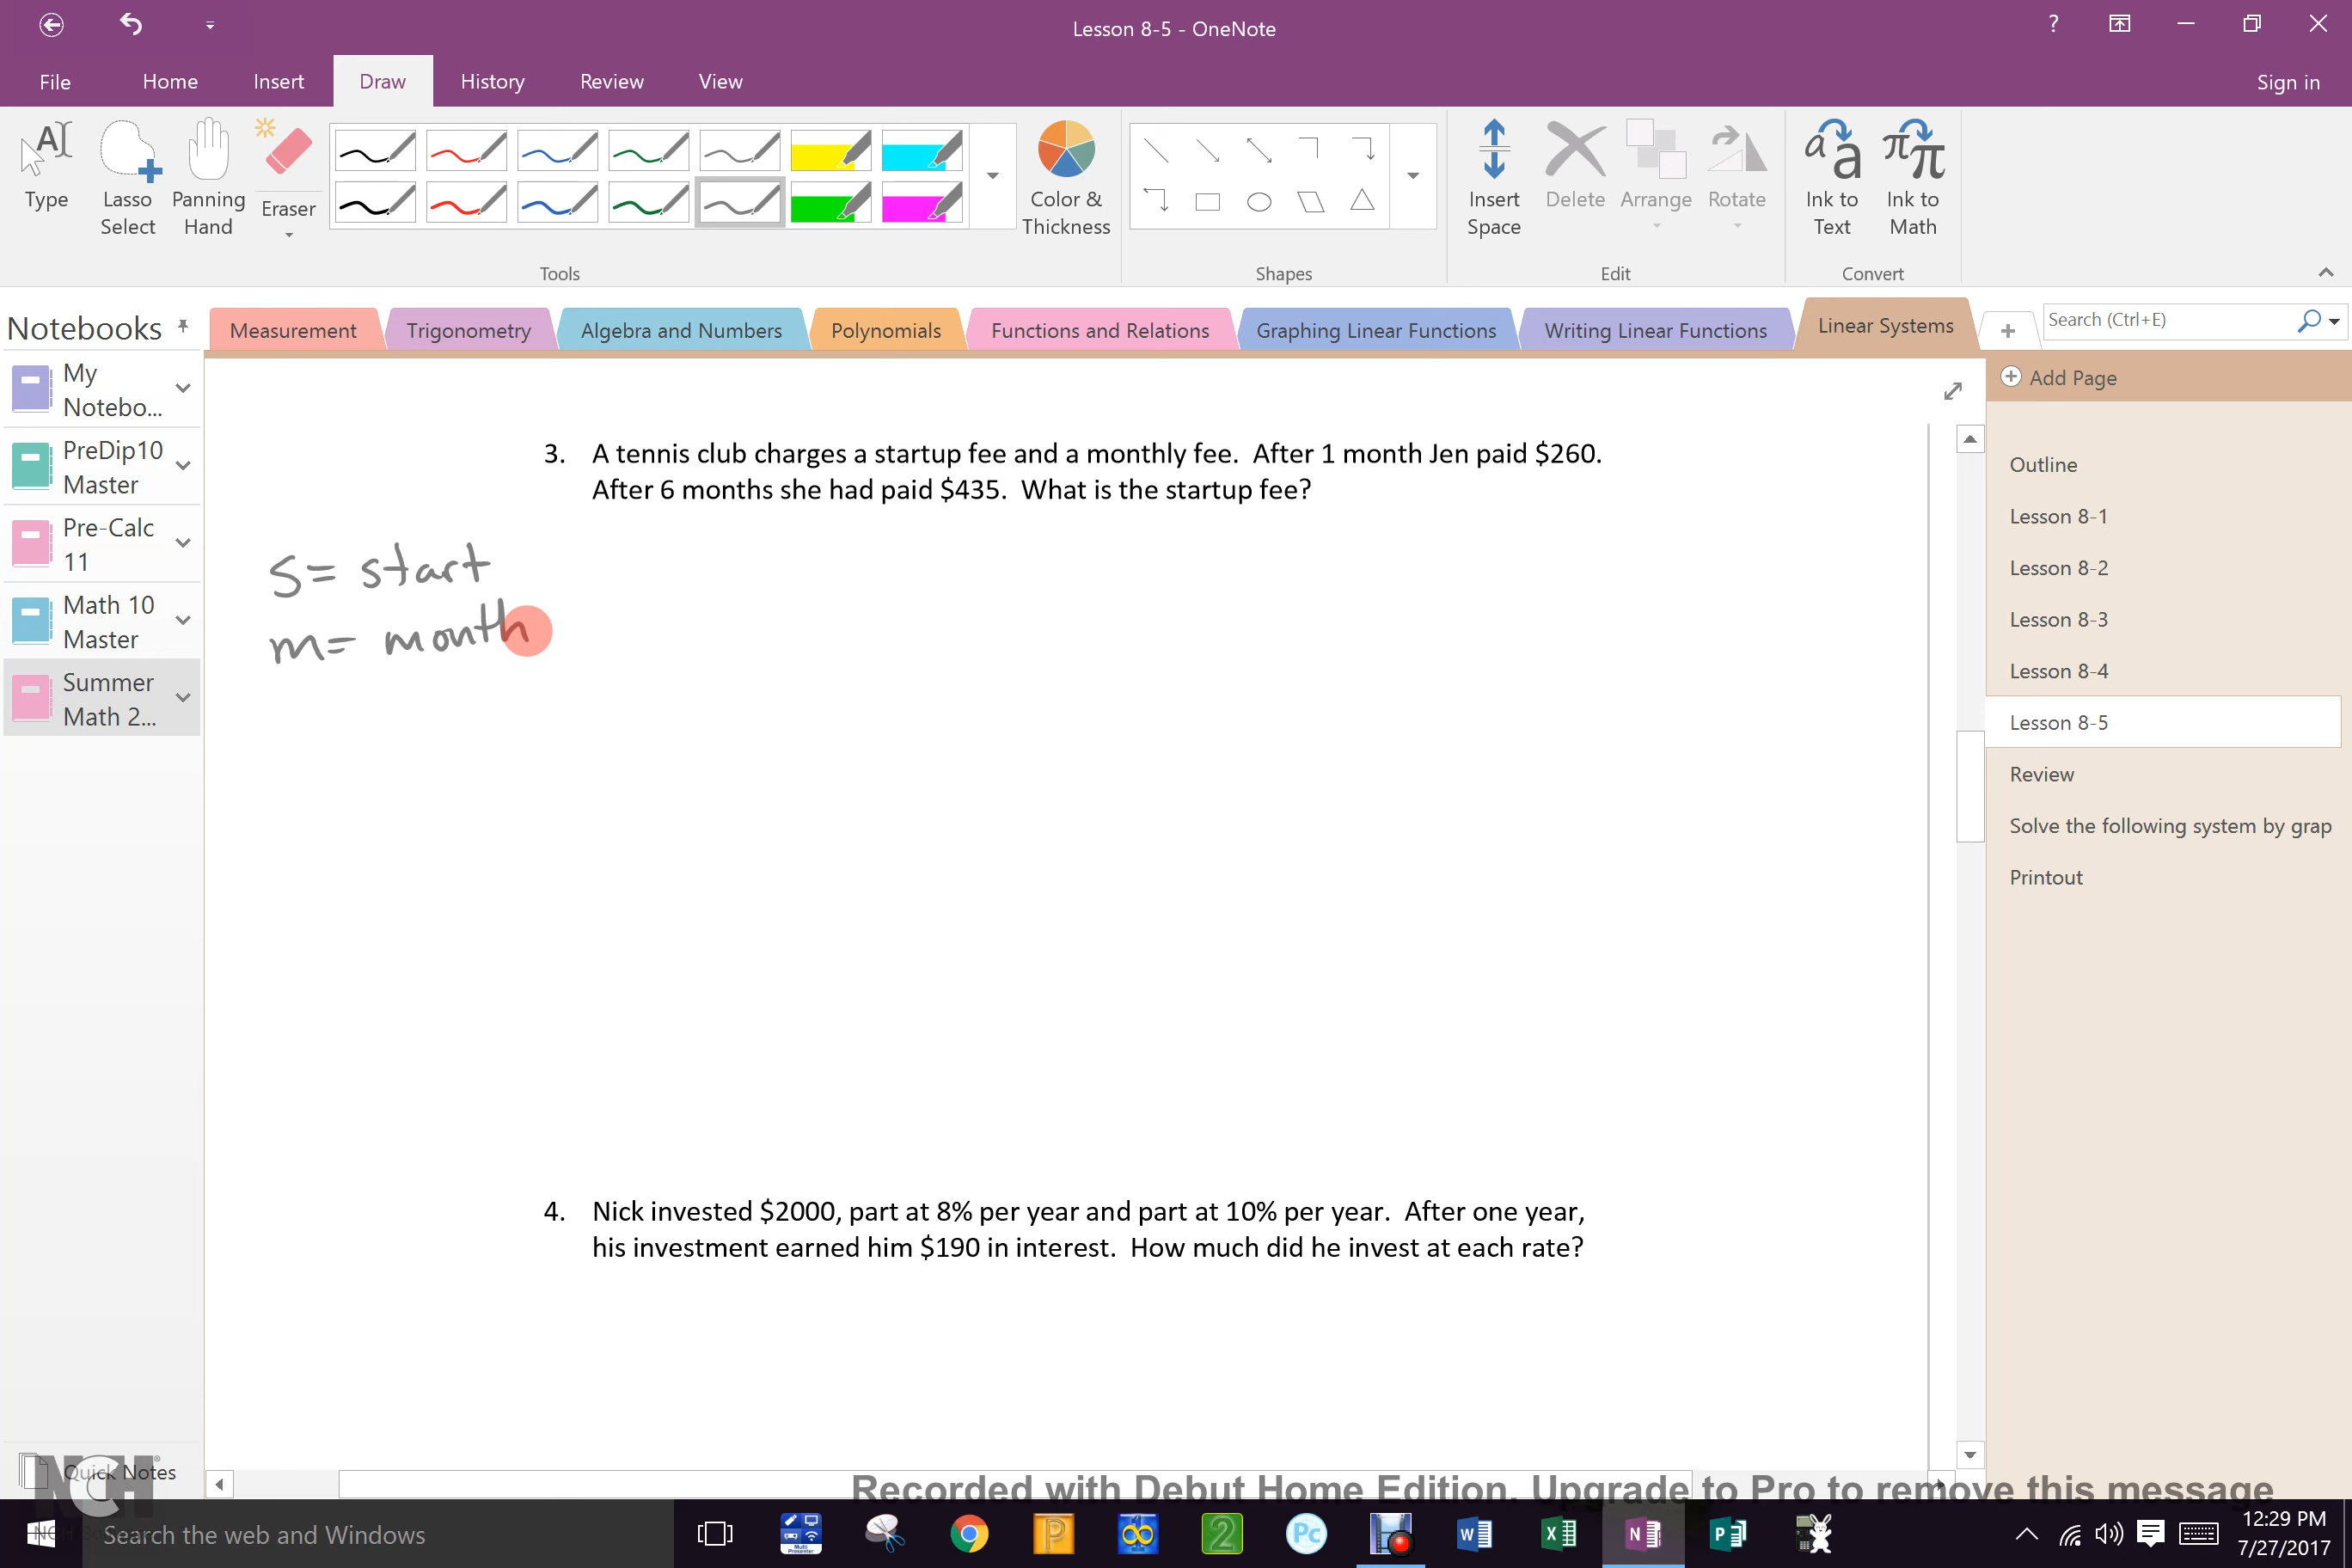 Lesson 8-5 - OneNote
?
File Home Insert Draw History Review View Sign in
Type
Lasso Select
Panning Hand
Eraser
Color & Thickness
Insert Space
Delete
Arrange
Rotate
Ink to Text
Ink to Math
Tools Shapes Edit Convert
Notebooks
Measurement Trigonometry Algebra and Numbers Polynomials Functions and Relations Graphing Linear Functions Writing Linear Functions Linear Systems
Search (Ctrl+E)
My Notebo...
PreDip10 Master
Pre-Calc 11
Math 10 Master
Summer Math 2...
3. A tennis club charges a startup fee and a monthly fee. After 1 month Jen paid $260.
After 6 months she had paid $435. What is the startup fee?
S= start
m= month
4. Nick invested $2000, part at 8% per year and part at 10% per year. After one year,
his investment earned him $190 in interest. How much did he invest at each rate?
Add Page
Outline
Lesson 8-1
Lesson 8-2
Lesson 8-3
Lesson 8-4
Lesson 8-5
Review
Solve the following system by grap
Printout
Quick Notes
NCH
Recorded with Debut Home Edition. Upgrade to Pro to remove this message
Search the web and Windows
12:29 PM
7/27/2017